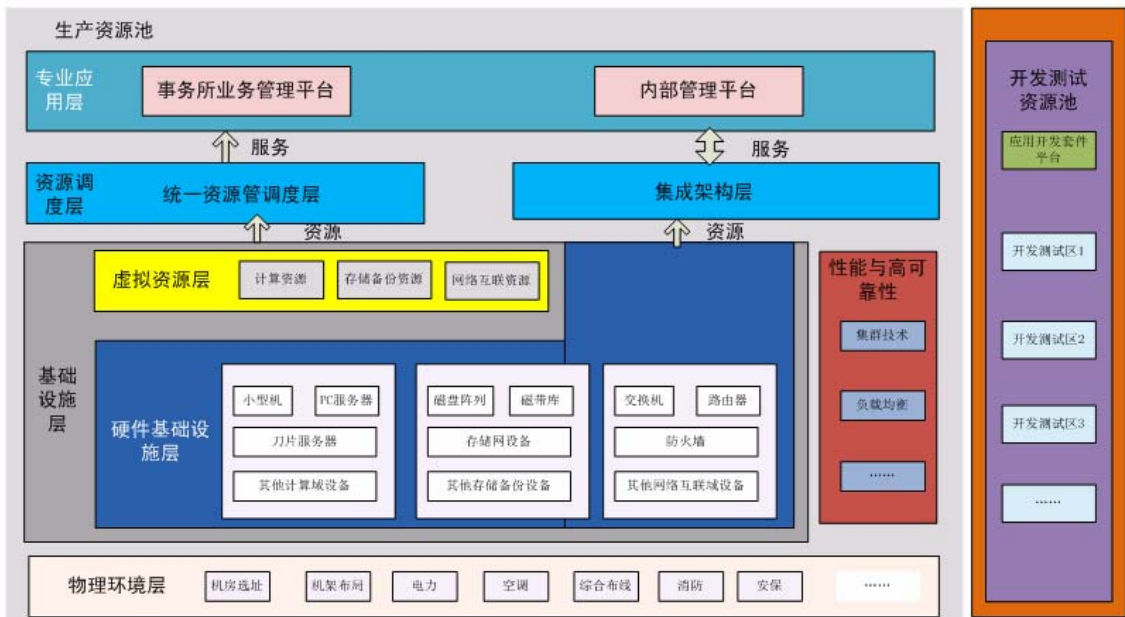 生产资源池
专业应
用层
事务所业务管理平台
内部管理平台
服务
服务
资源调
度层
统一资源管调度层
集成架构层
资源
资源
虚拟资源层
计算资源
存储备份资源
网络互联资源
基础
设施
层
硬件基础设
施层
小型机
PC服务器
刀片服务器
其他计算域设备
磁盘阵列
磁带库
存储网设备
其他存储备份设备
交换机
路由器
防火墙
其他网络互联域设备
性能与高可
靠性
集群技术
负载均衡
……
物理环境层
机房选址
机架布局
电力
空调
综合布线
消防
安保
……
开发测试
资源池
应用开发套件
平台
开发测试区1
开发测试区2
开发测试区3
……